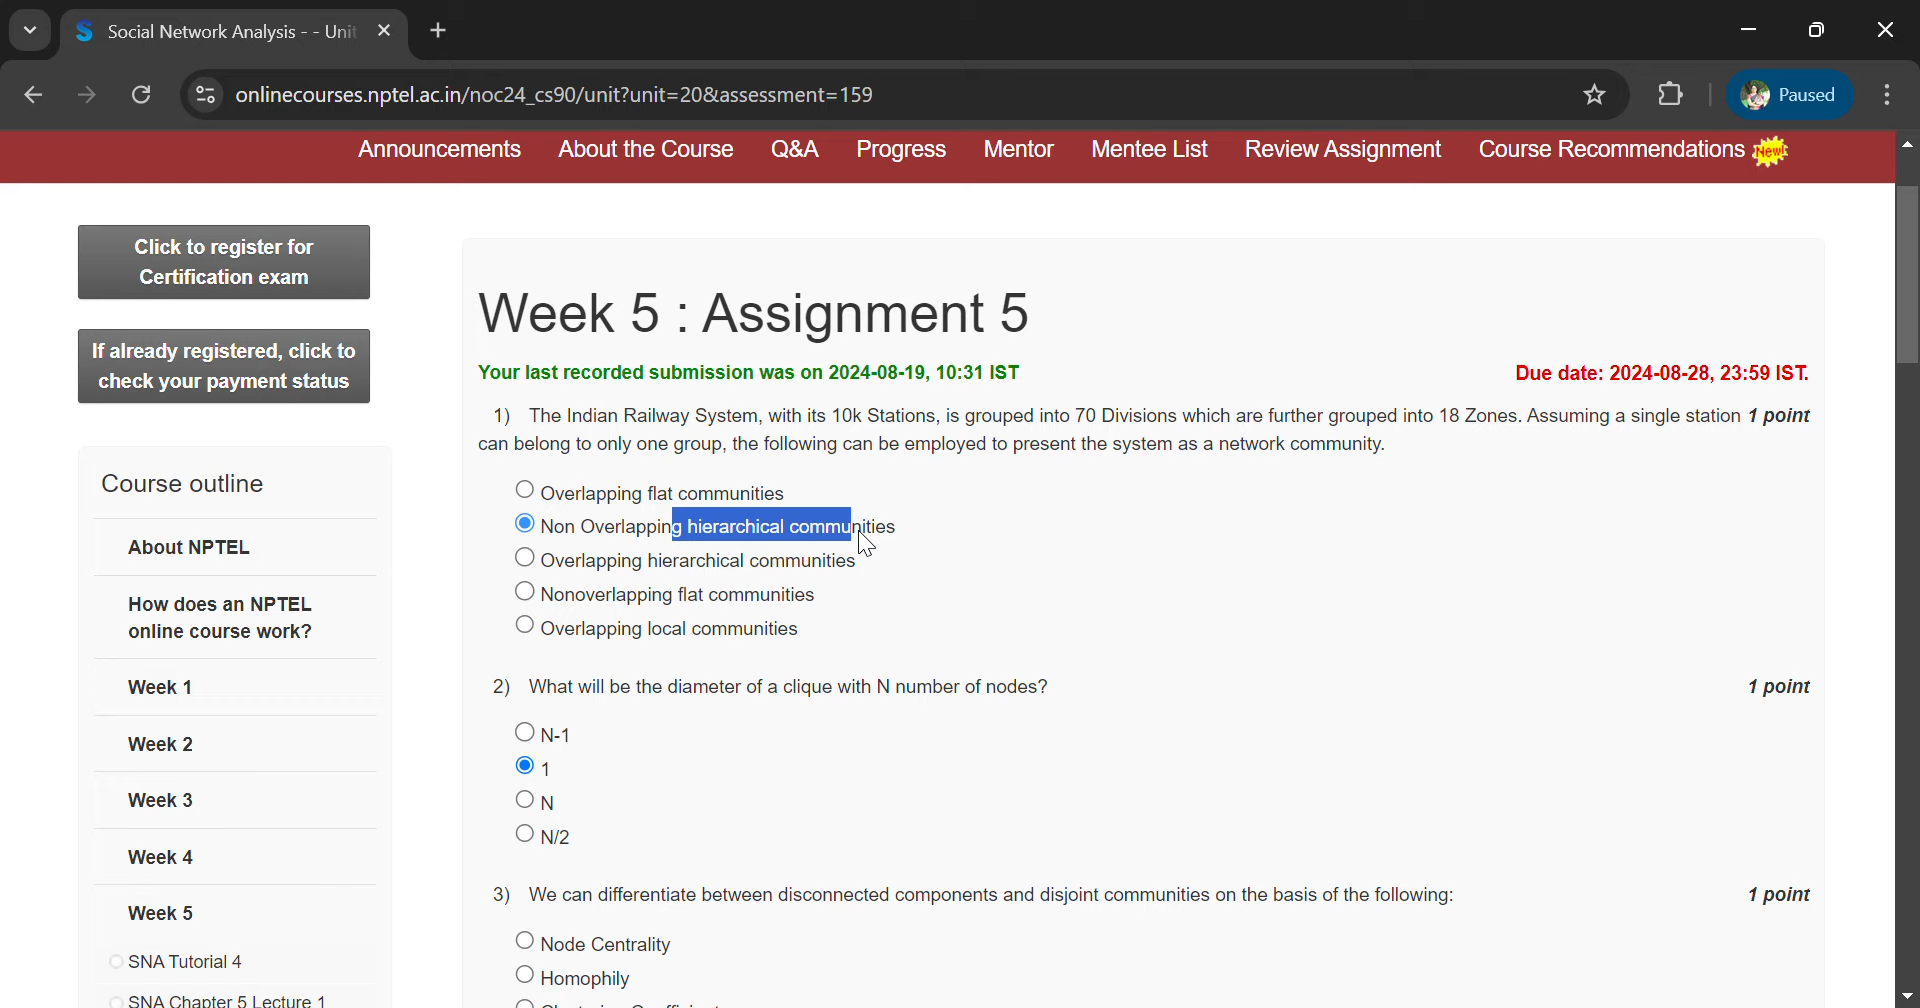 Social Network Analysis - - Unit
onlinecourses.nptel.ac.in/noc24_cs90/unit?unit=20&assessment=159
Paused
Announcements About the Course Q&A Progress Mentor Mentee List Review Assignment Course Recommendations New!
Click to register for
Certification exam
If already registered, click to
check your payment status
Course outline
About NPTEL
How does an NPTEL
online course work?
Week 1
Week 2
Week 3
Week 4
Week 5
SNA Tutorial 4
SNA Chapter 5 Lecture 1
Week 5 : Assignment 5
Your last recorded submission was on 2024-08-19, 10:31 IST
Due date: 2024-08-28, 23:59 IST.
1) The Indian Railway System, with its 10k Stations, is grouped into 70 Divisions which are further grouped into 18 Zones. Assuming a single station 1 point
can belong to only one group, the following can be employed to present the system as a network community.
Overlapping flat communities
Non Overlapping hierarchical communities
Overlapping hierarchical communities
Nonoverlapping flat communities
Overlapping local communities
2) What will be the diameter of a clique with N number of nodes? 1 point
N-1
1
N
N/2
3) We can differentiate between disconnected components and disjoint communities on the basis of the following: 1 point
Node Centrality
Homophily